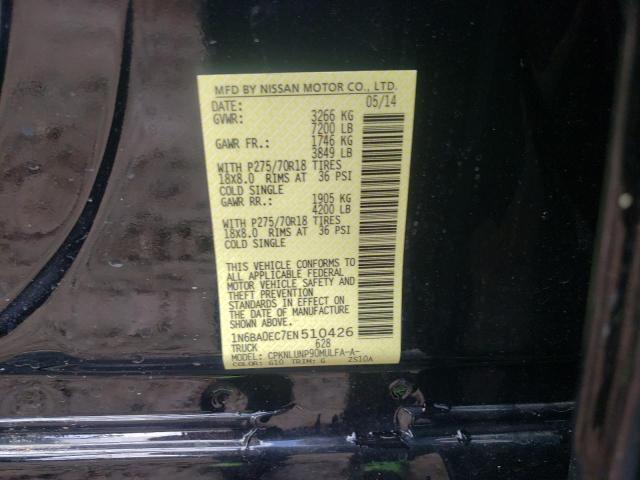 MFD BY NISSAN MOTOR CO., LTD.
DATE: 05/14
GVWR: 3266 KG
7200 LB
GAWR FR.: 1746 KG
3849 LB
WITH P275/70R18 TIRES
18X8.0 RIMS AT 36 PSI
COLD SINGLE
GAWR RR.: 1905 KG
4200 LB
WITH P275/70R18 TIRES
18X8.0 RIMS AT 36 PSI
COLD SINGLE
THIS VEHICLE CONFORMS TO
ALL APPLICABLE FEDERAL
MOTOR VEHICLE SAFETY AND
THEFT PREVENTION
STANDARDS IN EFFECT ON
THE DATE OF MANUFACTURE
SHOWN ABOVE.
1N6BA0EC7EN510426
TRUCK 628
MODEL: CPKNLUNP90MULFA-A-
COLOR: G10 TRIM: G ZS10A